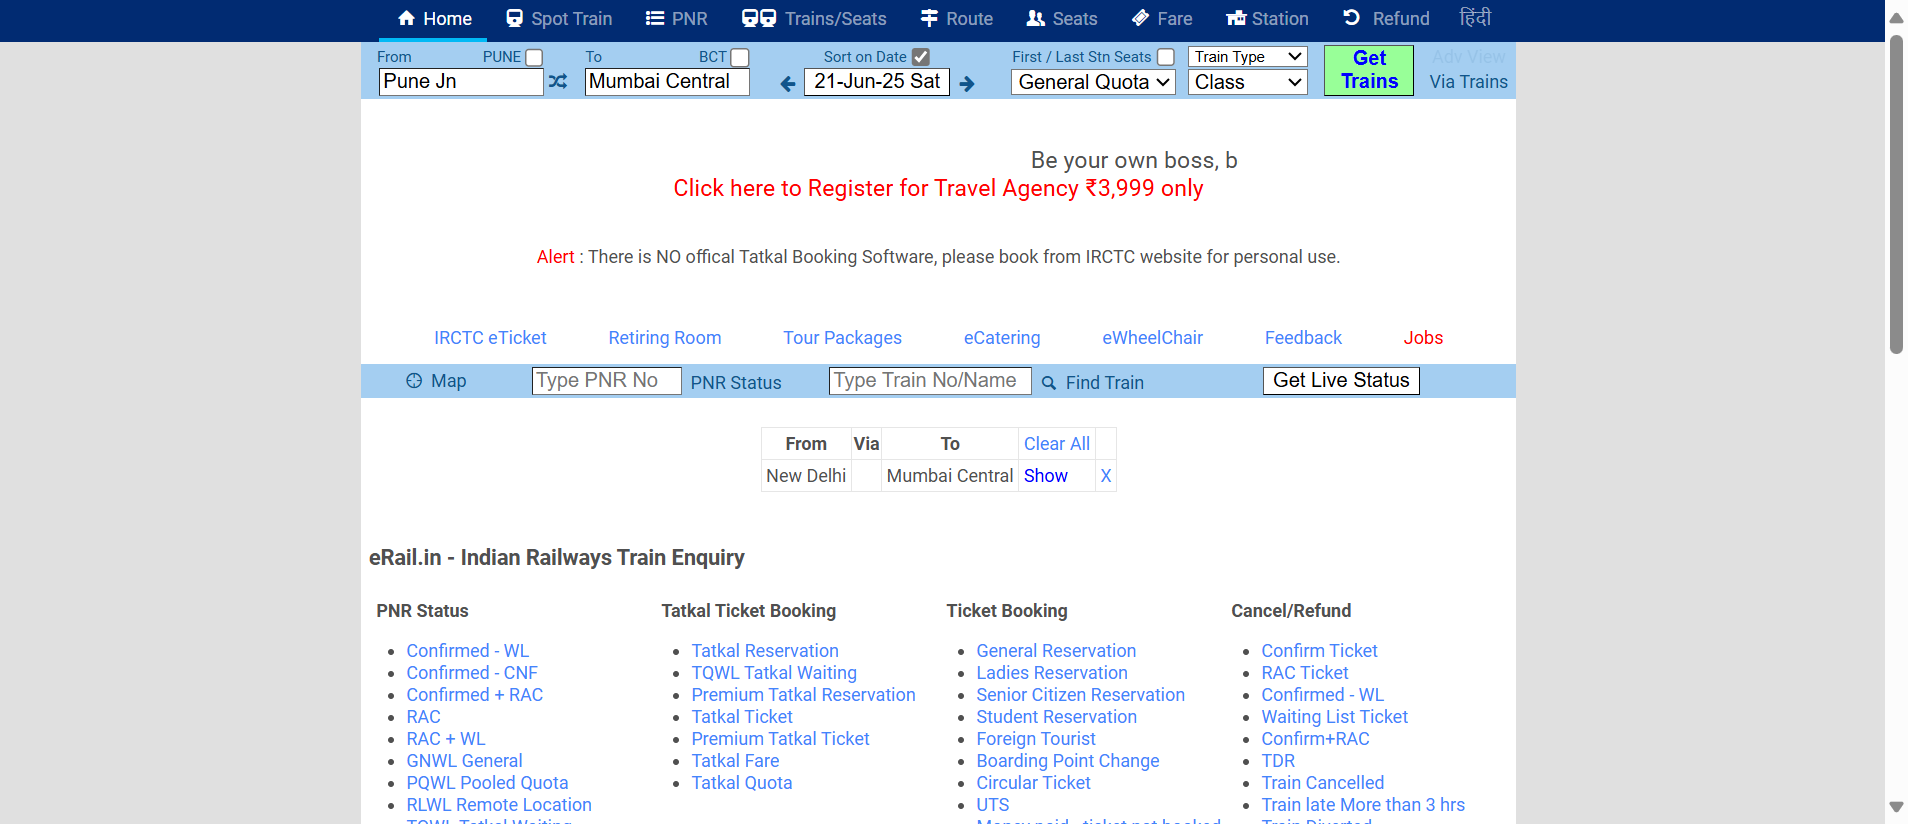 Home Spot Train PNR Trains/Seats Route Seats Fare Station Refund हिंदी
From PUNE To BCT Sort on Date First / Last Stn Seats Train Type Get Trains Adv View
Pune Jn Mumbai Central 21-Jun-25 Sat General Quota Class Via Trains
Be your own boss, b
Click here to Register for Travel Agency ₹3,999 only
Alert : There is NO offical Tatkal Booking Software, please book from IRCTC website for personal use.
IRCTC eTicket Retiring Room Tour Packages eCatering eWheelChair Feedback Jobs
Map Type PNR No PNR Status Type Train No/Name Find Train Get Live Status
From Via To Clear All
New Delhi Mumbai Central Show X
eRail.in - Indian Railways Train Enquiry
PNR Status Tatkal Ticket Booking Ticket Booking Cancel/Refund
Confirmed - WL Tatkal Reservation General Reservation Confirm Ticket
Confirmed - CNF TQWL Tatkal Waiting Ladies Reservation RAC Ticket
Confirmed + RAC Premium Tatkal Reservation Senior Citizen Reservation Confirmed - WL
RAC Tatkal Ticket Student Reservation Waiting List Ticket
RAC + WL Premium Tatkal Ticket Foreign Tourist Confirm+RAC
GNWL General Tatkal Fare Boarding Point Change TDR
PQWL Pooled Quota Tatkal Quota Circular Ticket Train Cancelled
RLWL Remote Location UTS Train late More than 3 hrs